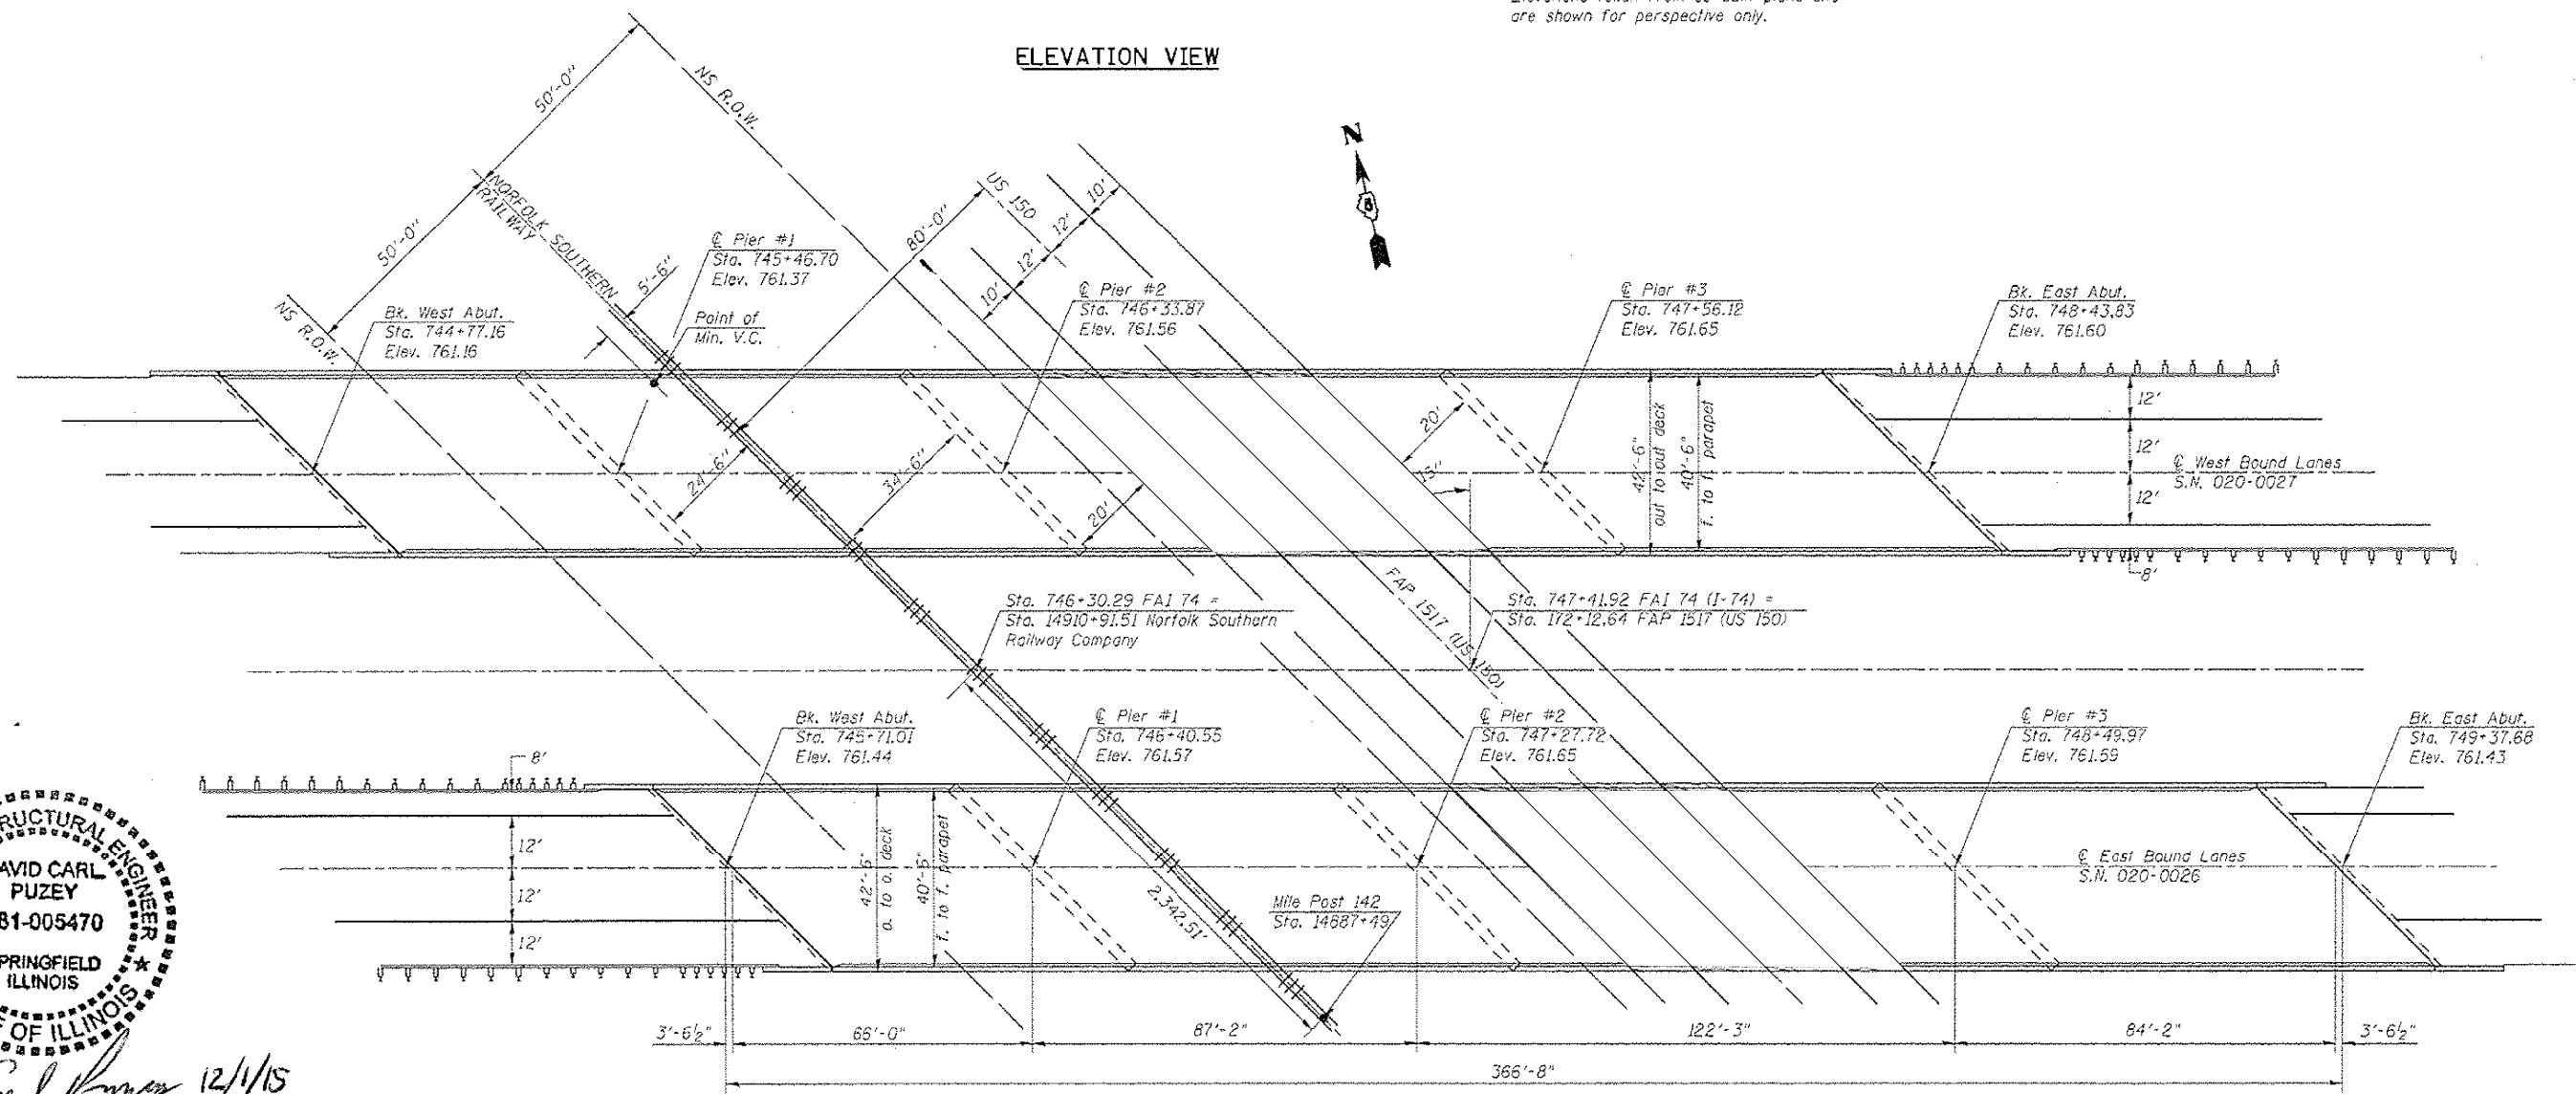 are shown for perspective only.
ELEVATION VIEW
50'-0"
NS R.O.W.
N
NORFOLK SOUTHERN
RAILWAY
US 150
10'
12'
12'
10'
50'-0"
80'-0"
5'-6"
℄ Pier #1
Sta. 745+46.70
Elev. 761.37
Point of
Min. V.C.
NS R.O.W.
Bk. West Abut.
Sta. 744+77.16
Elev. 761.16
℄ Pier #2
Sta. 746+33.87
Elev. 761.56
℄ Pier #3
Sta. 747+56.12
Elev. 761.65
Bk. East Abut.
Sta. 748+43.83
Elev. 761.60
24'-6"
34'-6"
20'
20'
15"
42'-6"
out to out deck
40'-6"
f. to f. parapet
12'
12'
12'
8'
℄ West Bound Lanes
S.N. 020-0027
Sta. 746+30.29 FAI 74 =
Sta. 14910+91.51 Norfolk Southern
Railway Company
FAP 1517 (US 150)
Sta. 747+41.92 FAI 74 (I-74) =
Sta. 172+12.64 FAP 1517 (US 150)
Bk. West Abut.
Sta. 745+71.01
Elev. 761.44
℄ Pier #1
Sta. 746+40.55
Elev. 761.57
℄ Pier #2
Sta. 747+27.72
Elev. 761.65
℄ Pier #3
Sta. 748+49.97
Elev. 761.59
Bk. East Abut.
Sta. 749+37.68
Elev. 761.43
8'
12'
12'
12'
42'-6"
o. to o. deck
40'-6"
f. to f. parapet
2,342.51'
Mile Post 142
Sta. 14687+49
℄ East Bound Lanes
S.N. 020-0026
RUCTURAL ENGINEER
AVID CARL
PUZEY
81-005470
PRINGFIELD
ILLINOIS
OF ILLINOIS
12/1/15
3'-6½"
66'-0"
87'-2"
122'-3"
84'-2"
3'-6½"
366'-8"